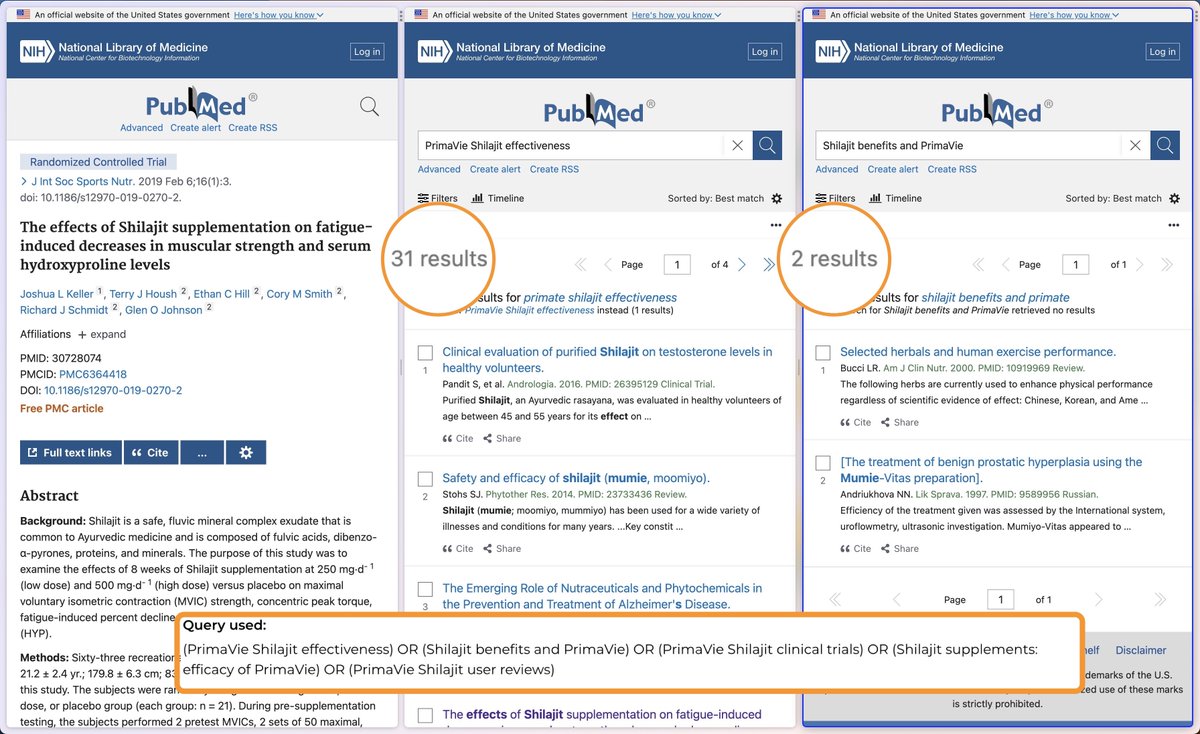 An official website of the United States government Here's how you know
NIH National Library of Medicine
National Center for Biotechnology Information
Log in
PubMed®
Advanced Create alert Create RSS
Randomized Controlled Trial
> J Int Soc Sports Nutr. 2019 Feb 6;16(1):3.
doi: 10.1186/s12970-019-0270-2.
The effects of Shilajit supplementation on fatigue-
induced decreases in muscular strength and serum
hydroxyproline levels
Joshua L Keller 1, Terry J Housh 2, Ethan C Hill 2, Cory M Smith 2,
Richard J Schmidt 2, Glen O Johnson 2
Affiliations + expand
PMID: 30728074
PMCID: PMC6364418
DOI: 10.1186/s12970-019-0270-2
Free PMC article
Full text links
Cite
...
Abstract
Background: Shilajit is a safe, fluvic mineral complex exudate that is
common to Ayurvedic medicine and is composed of fulvic acids, dibenzo-
α-pyrones, proteins, and minerals. The purpose of this study was to
examine the effects of 8 weeks of Shilajit supplementation at 250 mg·d-1
(low dose) and 500 mg·d-1 (high dose) versus placebo on maximal
voluntary isometric contraction (MVIC) strength, concentric peak torque,
fatigue-induced percent decline
(HYP).
Methods: Sixty-three recreation
21.2 ± 2.4 yr.; 179.8 ± 6.3 cm; 83
this study. The subjects were ran
dose, or placebo group (each group: n = 21). During pre-supplementation
testing, the subjects performed 2 pretest MVICs, 2 sets of 50 maximal,
An official website of the United States government Here's how you know
NIH National Library of Medicine
National Center for Biotechnology Information
Log in
PubMed®
PrimaVie Shilajit effectiveness
Advanced Create alert Create RSS
Filters Timeline
Sorted by: Best match
31 results
Page 1 of 4
sults for primate shilajit effectiveness
PrimaVie Shilajit effectiveness instead (1 results)
1
Clinical evaluation of purified Shilajit on testosterone levels in
healthy volunteers.
Pandit S, et al. Andrologia. 2016. PMID: 26395129 Clinical Trial.
Purified Shilajit, an Ayurvedic rasayana, was evaluated in healthy volunteers of
age between 45 and 55 years for its effect on ...
Cite Share
2
Safety and efficacy of shilajit (mumie, moomiyo).
Stohs SJ. Phytother Res. 2014. PMID: 23733436 Review.
Shilajit (mumie; moomiyo, mummiyo) has been used for a wide variety of
illnesses and conditions for many years. ...Key constit ...
Cite Share
3
The Emerging Role of Nutraceuticals and Phytochemicals in
the Prevention and Treatment of Alzheimer's Disease.
The effects of Shilajit supplementation on fatigue-induced
An official website of the United States government Here's how you know
NIH National Library of Medicine
National Center for Biotechnology Information
Log in
PubMed®
Shilajit benefits and PrimaVie
Advanced Create alert Create RSS
Filters Timeline
Sorted by: Best match
2 results
Page 1 of 1
sults for shilajit benefits and primate
ch for Shilajit benefits and PrimaVie retrieved no results
1
Selected herbals and human exercise performance.
Bucci LR. Am J Clin Nutr. 2000. PMID: 10919969 Review.
The following herbs are currently used to enhance physical performance
regardless of scientific evidence of effect: Chinese, Korean, and Ame ...
Cite Share
2
[The treatment of benign prostatic hyperplasia using the
Mumie-Vitas preparation].
Andriukhova NN. Lik Sprava. 1997. PMID: 9589956 Russian.
Efficiency of the treatment given was assessed by the International system,
uroflowmetry, ultrasonic investigation. Mumiyo-Vitas appeared to ...
Cite Share
Page 1 of 1
elf Disclaimer
demarks of the U.S.
zed use of these marks
is strictly prohibited.
Query used:
(PrimaVie Shilajit effectiveness) OR (Shilajit benefits and PrimaVie) OR (PrimaVie Shilajit clinical trials) OR (Shilajit supplements:
efficacy of PrimaVie) OR (PrimaVie Shilajit user reviews)